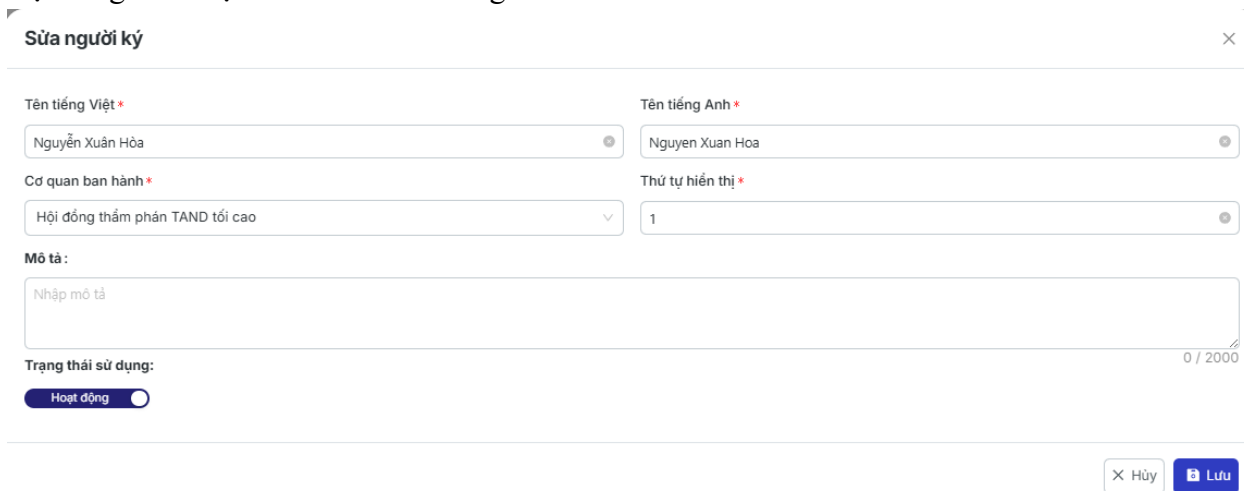 Sửa người ký
Tên tiếng Việt * Tên tiếng Anh *
Nguyễn Xuân Hòa Nguyen Xuan Hoa
Cơ quan ban hành * Thứ tự hiển thị *
Hội đồng thẩm phán TAND tối cao 1
Mô tả :
Nhập mô tả
0 / 2000
Trạng thái sử dụng:
Hoạt động
Hủy Lưu